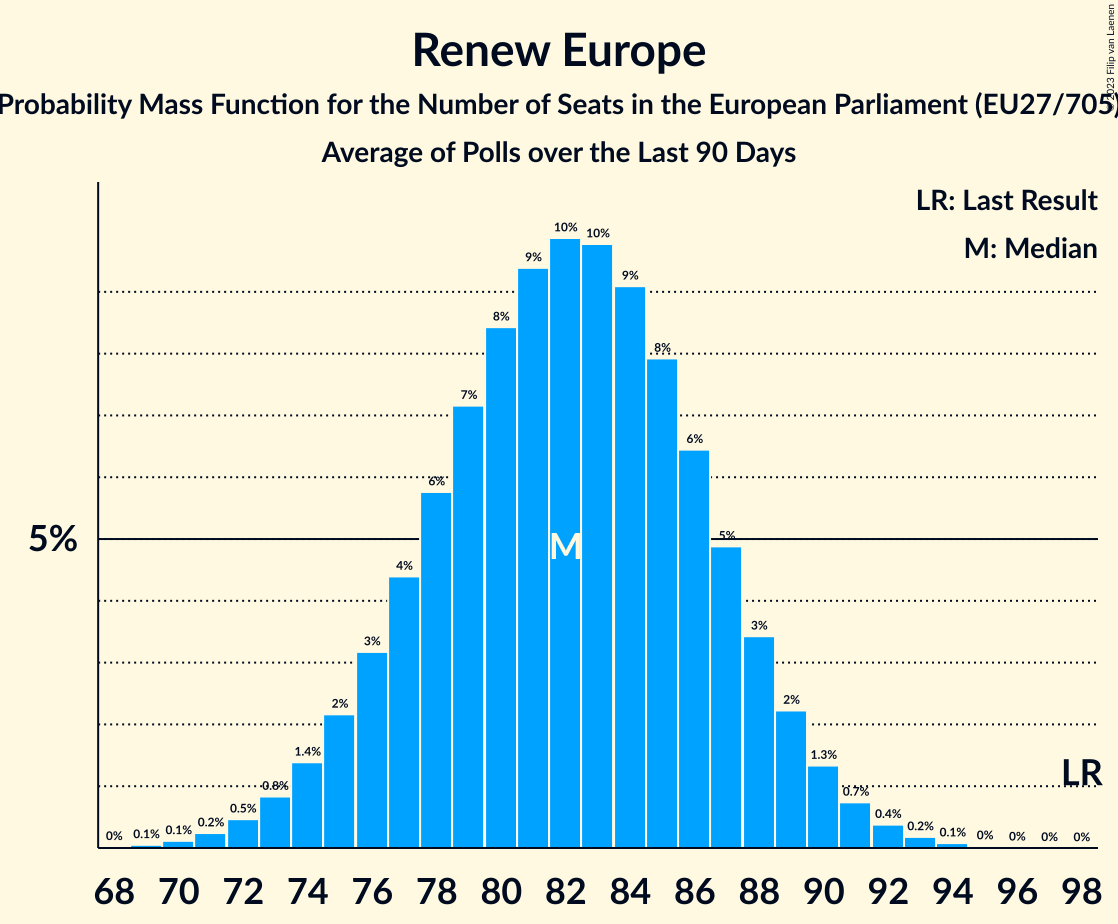 Renew Europe
Probability Mass Function for the Number of Seats in the European Parliament (EU27/705)
Average of Polls over the Last 90 Days
© 2023 Filip van Laenen
LR: Last Result
M: Median
5%
0% 0.1% 0.1% 0.2% 0.5% 0.8% 1.4% 2% 3% 4% 6% 7% 8% 9% 10% 10% 9% 8% 6% 5% 3% 2% 1.3% 0.7% 0.4% 0.2% 0.1% 0% 0% 0% 0%
M
LR
68 70 72 74 76 78 80 82 84 86 88 90 92 94 96 98